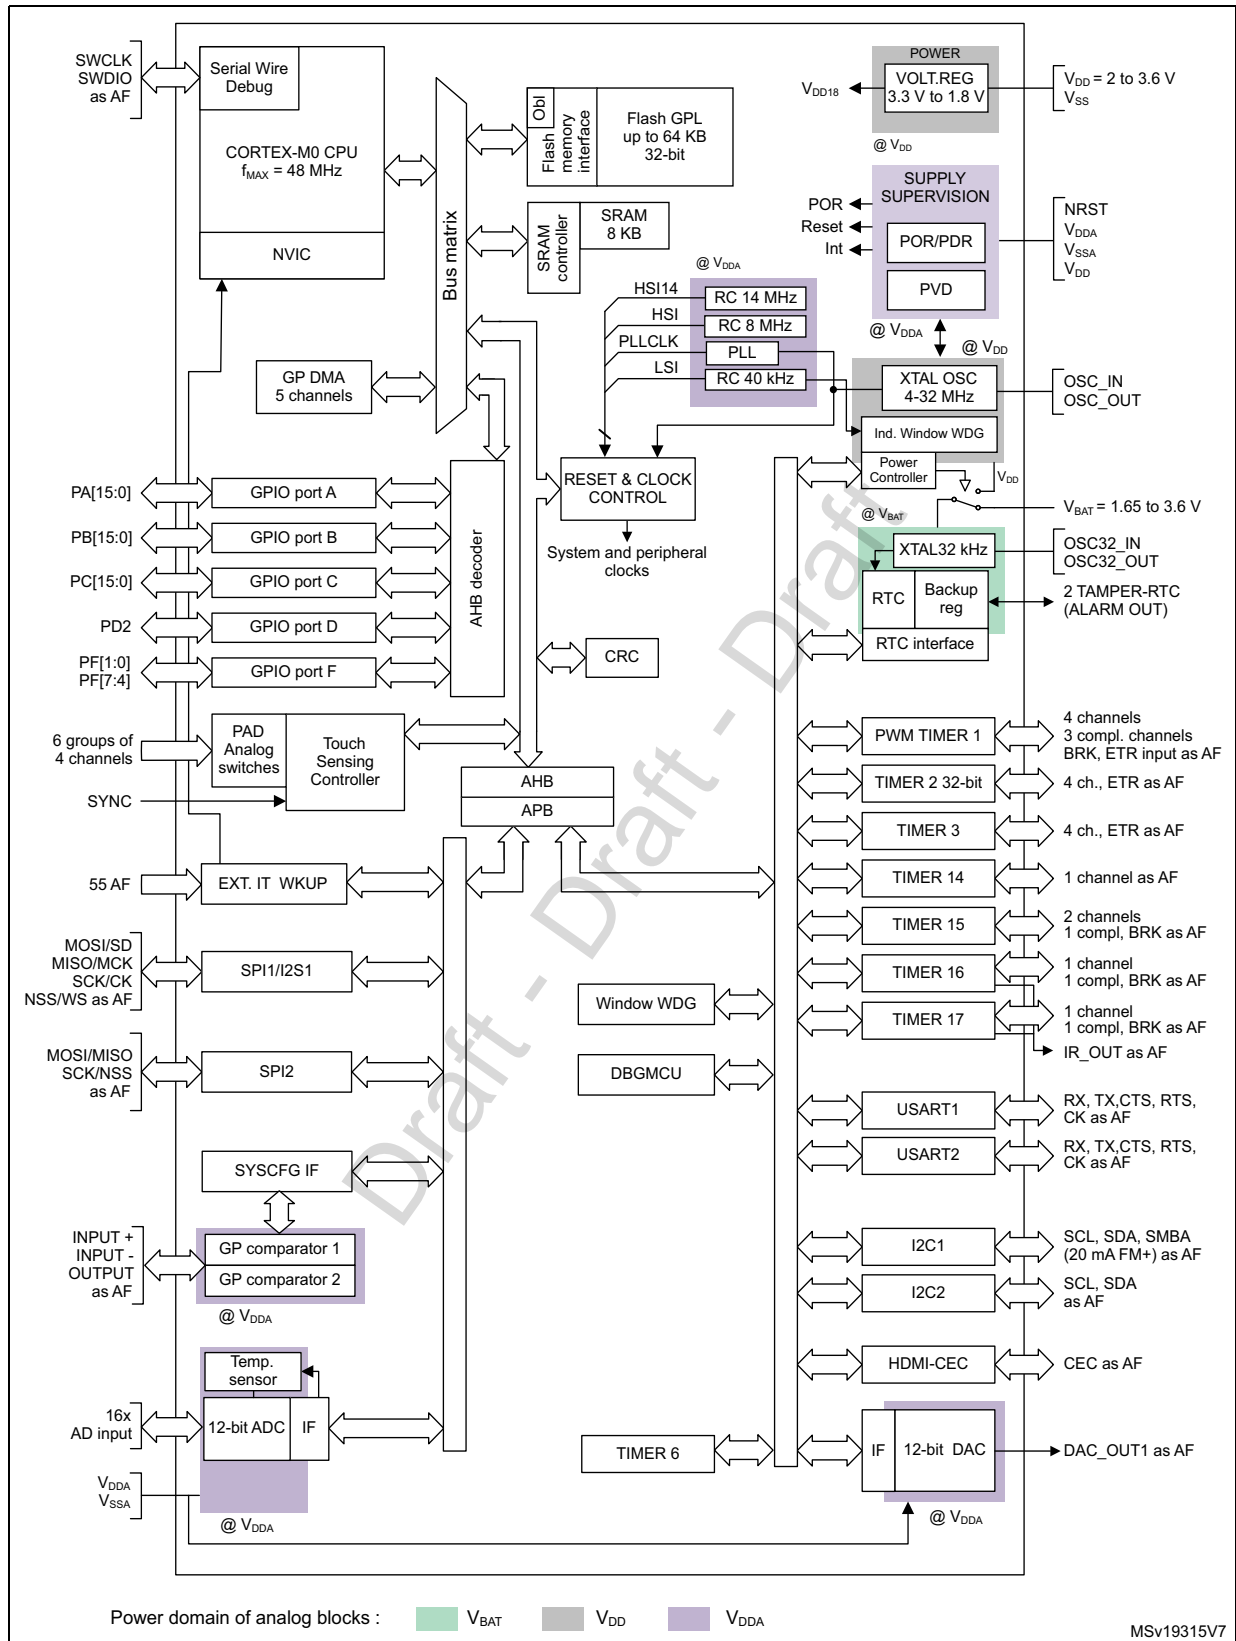 SWCLK
SWDIO
as AF
Serial Wire
Debug
CORTEX-M0 CPU
fMAX = 48 MHz
NVIC
Bus matrix
Obl
Flash
memory
interface
Flash GPL
up to 64 KB
32-bit
SRAM
controller
SRAM
8 KB
POWER
VOLT.REG
3.3 V to 1.8 V
VDD18
VDD = 2 to 3.6 V
VSS
@ VDD
SUPPLY
SUPERVISION
POR
Reset
Int
POR/PDR
PVD
NRST
VDDA
VSSA
VDD
@ VDDA
@ VDDA
@ VDD
HSI14
HSI
PLLCLK
LSI
RC 14 MHz
RC 8 MHz
PLL
RC 40 kHz
XTAL OSC
4-32 MHz
OSC_IN
OSC_OUT
Ind. Window WDG
Power
Controller
VDD
VBAT = 1.65 to 3.6 V
@ VBAT
GP DMA
5 channels
RESET & CLOCK
CONTROL
System and peripheral
clocks
XTAL32 kHz
OSC32_IN
OSC32_OUT
RTC
Backup
reg
RTC interface
2 TAMPER-RTC
(ALARM OUT)
PA[15:0]
GPIO port A
PB[15:0]
GPIO port B
PC[15:0]
GPIO port C
PD2
GPIO port D
PF[1:0]
PF[7:4]
GPIO port F
AHB decoder
CRC
6 groups of
4 channels
SYNC
PAD
Analog
switches
Touch
Sensing
Controller
AHB
APB
PWM TIMER 1
4 channels
3 compl. channels
BRK, ETR input as AF
TIMER 2 32-bit
4 ch., ETR as AF
TIMER 3
4 ch., ETR as AF
55 AF
EXT. IT WKUP
TIMER 14
1 channel as AF
TIMER 15
2 channels
1 compl, BRK as AF
MOSI/SD
MISO/MCK
SCK/CK
NSS/WS as AF
SPI1/I2S1
TIMER 16
1 channel
1 compl, BRK as AF
Window WDG
TIMER 17
1 channel
1 compl, BRK as AF
IR_OUT as AF
MOSI/MISO
SCK/NSS
as AF
SPI2
DBGMCU
USART1
RX, TX,CTS, RTS,
CK as AF
USART2
RX, TX,CTS, RTS,
CK as AF
SYSCFG IF
INPUT +
INPUT -
OUTPUT
as AF
GP comparator 1
GP comparator 2
@ VDDA
I2C1
SCL, SDA, SMBA
(20 mA FM+) as AF
I2C2
SCL, SDA
as AF
HDMI-CEC
CEC as AF
Temp.
sensor
16x
AD input
12-bit ADC
IF
VDDA
VSSA
@ VDDA
TIMER 6
IF
12-bit DAC
DAC_OUT1 as AF
@ VDDA
Draft - Draft - Draft
Power domain of analog blocks :
VBAT
VDD
VDDA
MSv19315V7